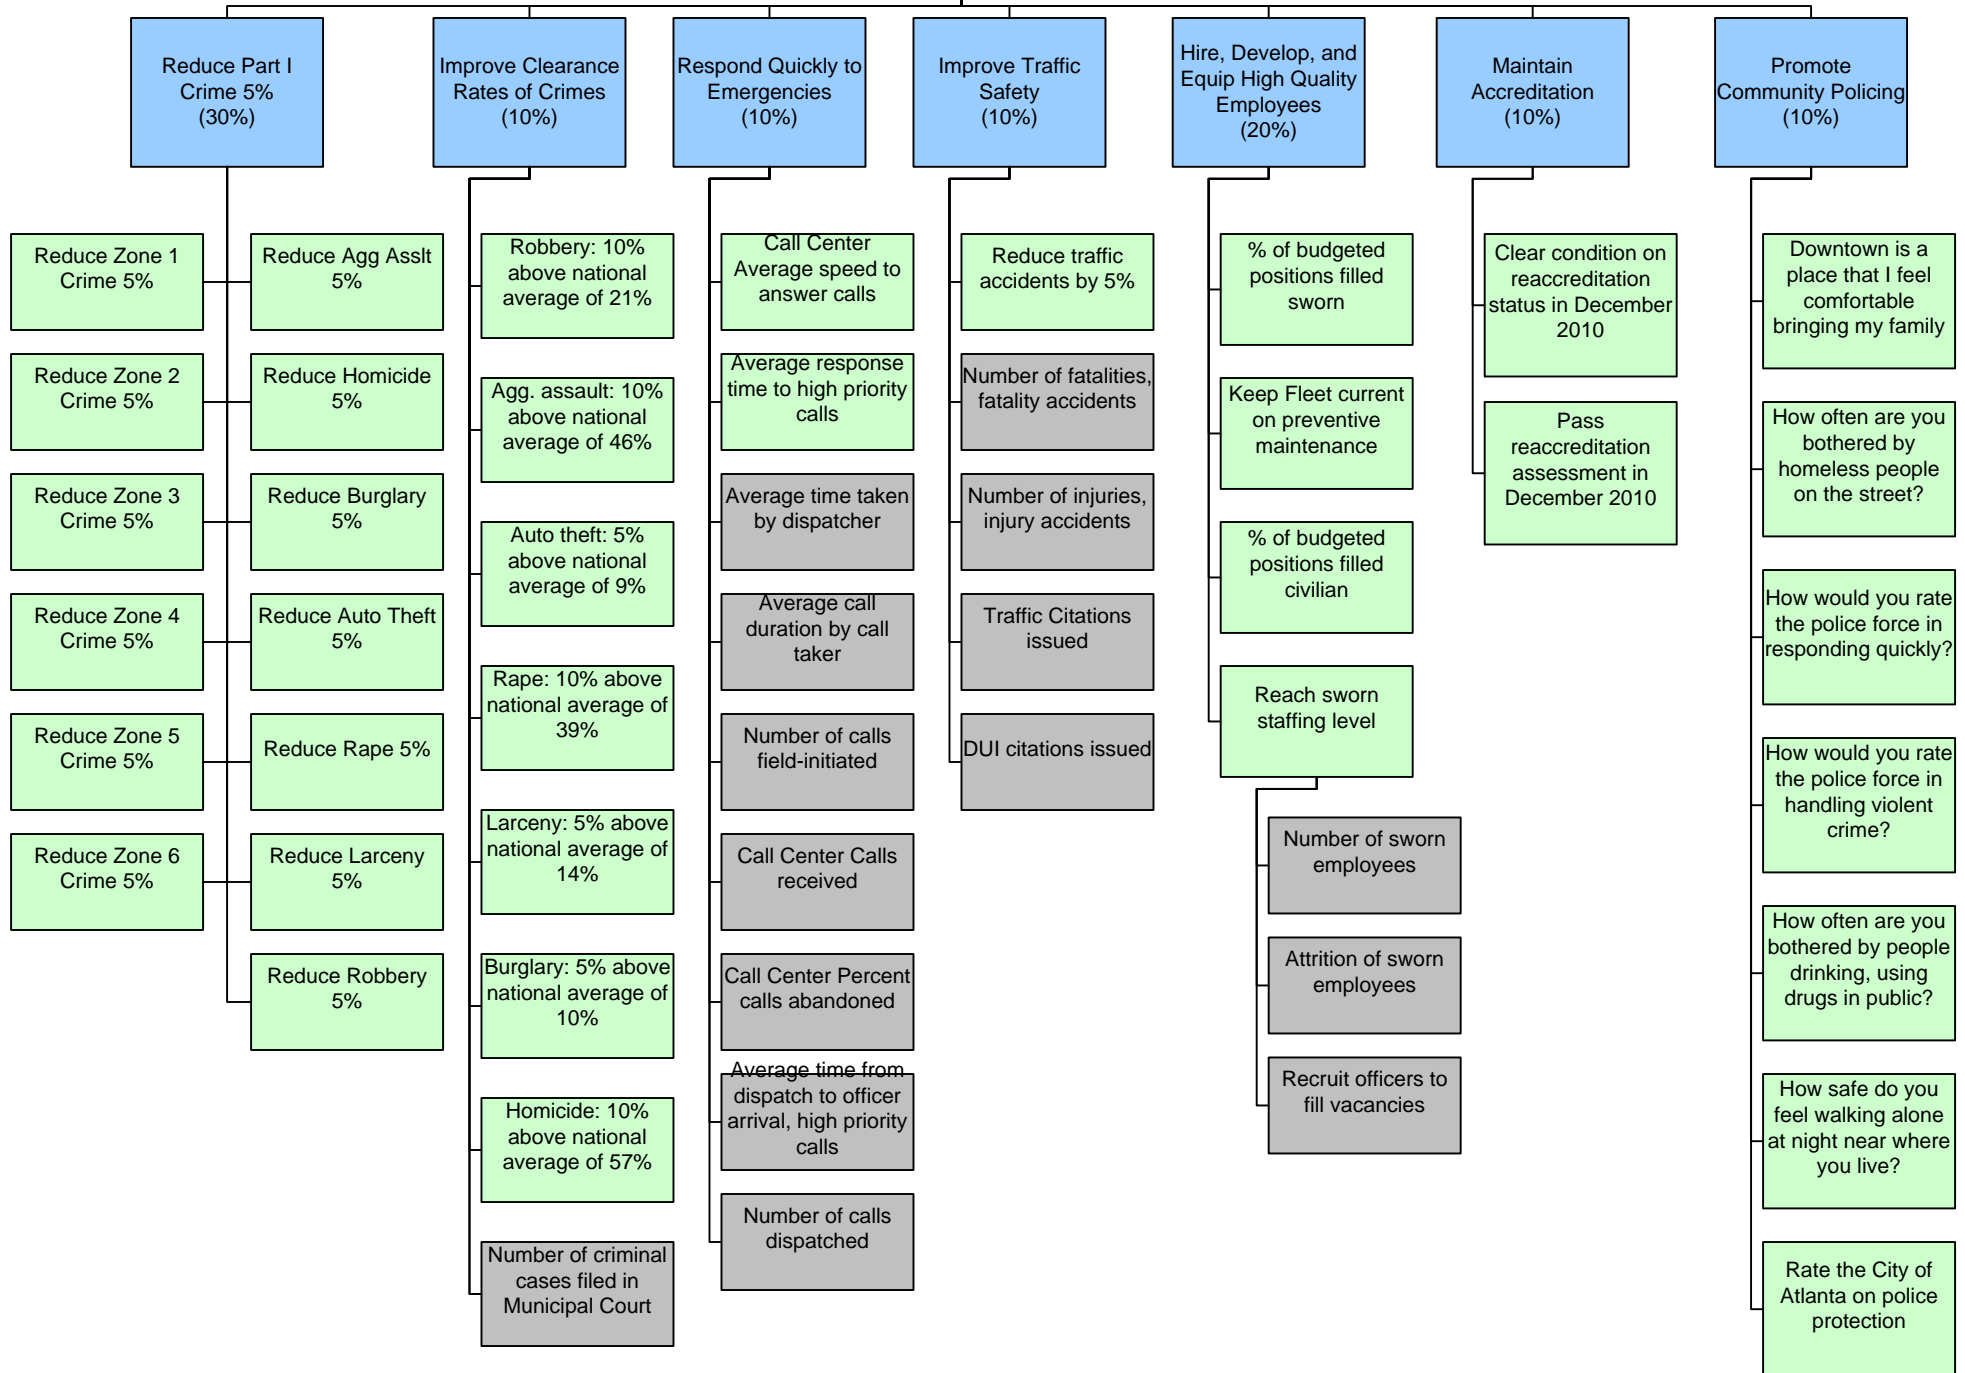 Reduce Part I
Crime 5%
(30%)
Improve Clearance
Rates of Crimes
(10%)
Respond Quickly to
Emergencies
(10%)
Improve Traffic
Safety
(10%)
Hire, Develop, and
Equip High Quality
Employees
(20%)
Maintain
Accreditation
(10%)
Promote
Community Policing
(10%)
Reduce Zone 1
Crime 5%
Reduce Zone 2
Crime 5%
Reduce Zone 3
Crime 5%
Reduce Zone 4
Crime 5%
Reduce Zone 5
Crime 5%
Reduce Zone 6
Crime 5%
Reduce Agg Asslt
5%
Reduce Homicide
5%
Reduce Burglary
5%
Reduce Auto Theft
5%
Reduce Rape 5%
Reduce Larceny
5%
Reduce Robbery
5%
Robbery: 10%
above national
average of 21%
Agg. assault: 10%
above national
average of 46%
Auto theft: 5%
above national
average of 9%
Rape: 10% above
national average of
39%
Larceny: 5% above
national average of
14%
Burglary: 5% above
national average of
10%
Homicide: 10%
above national
average of 57%
Number of criminal
cases filed in
Municipal Court
Call Center
Average speed to
answer calls
Average response
time to high priority
calls
Average time taken
by dispatcher
Average call
duration by call
taker
Number of calls
field-initiated
Call Center Calls
received
Call Center Percent
calls abandoned
Average time from
dispatch to officer
arrival, high priority
calls
Number of calls
dispatched
Reduce traffic
accidents by 5%
Number of fatalities,
fatality accidents
Number of injuries,
injury accidents
Traffic Citations
issued
DUI citations issued
% of budgeted
positions filled
sworn
Keep Fleet current
on preventive
maintenance
% of budgeted
positions filled
civilian
Reach sworn
staffing level
Number of sworn
employees
Attrition of sworn
employees
Recruit officers to
fill vacancies
Clear condition on
reaccreditation
status in December
2010
Pass
reaccreditation
assessment in
December 2010
Downtown is a
place that I feel
comfortable
bringing my family
How often are you
bothered by
homeless people
on the street?
How would you rate
the police force in
responding quickly?
How would you rate
the police force in
handling violent
crime?
How often are you
bothered by people
drinking, using
drugs in public?
How safe do you
feel walking alone
at night near where
you live?
Rate the City of
Atlanta on police
protection